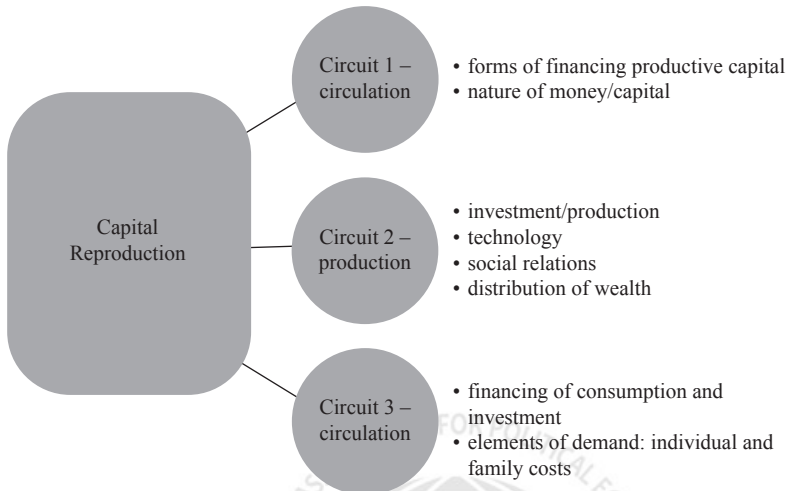 Capital
Reproduction
Circuit 1 –
circulation
• forms of financing productive capital
• nature of money/capital
Circuit 2 –
production
• investment/production
• technology
• social relations
• distribution of wealth
Circuit 3 –
circulation
• financing of consumption and
investment
• elements of demand: individual and
family costs
FOR POLITICAL